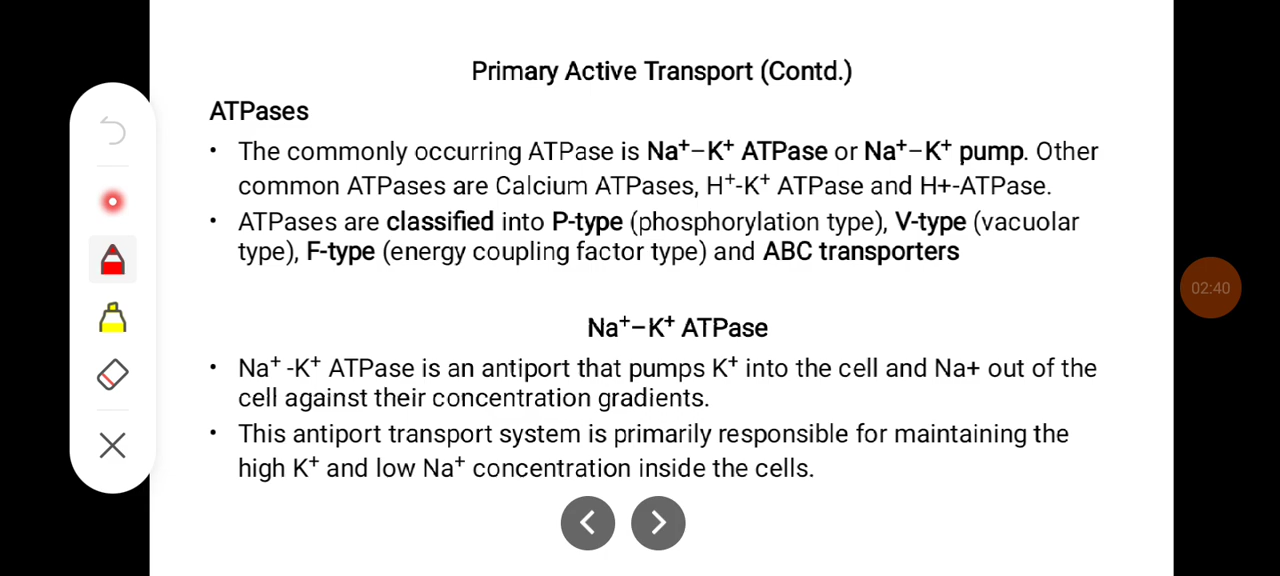 Primary Active Transport (Contd.)
ATPases
• The commonly occurring ATPase is Na⁺–K⁺ ATPase or Na⁺–K⁺ pump. Other
common ATPases are Calcium ATPases, H⁺-K⁺ ATPase and H+-ATPase.
• ATPases are classified into P-type (phosphorylation type), V-type (vacuolar
type), F-type (energy coupling factor type) and ABC transporters
02:40
Na⁺–K⁺ ATPase
• Na⁺ -K⁺ ATPase is an antiport that pumps K⁺ into the cell and Na+ out of the
cell against their concentration gradients.
• This antiport transport system is primarily responsible for maintaining the
high K⁺ and low Na⁺ concentration inside the cells.